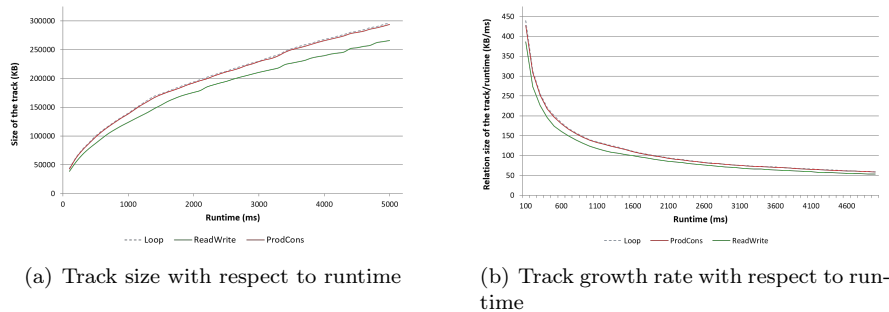 Size of the track (KB)
300000
250000
200000
150000
100000
50000
0
0
1000
2000
3000
4000
5000
Runtime (ms)
Loop
ReadWrite
ProdCons
(a) Track size with respect to runtime
Relation size of the track/runtime (KB/ms)
450
400
350
300
250
200
150
100
50
0
100
600
1100
1600
2100
2600
3100
3600
4100
4600
Runtime (ms)
Loop
ProdCons
ReadWrite
(b) Track growth rate with respect to run-
time